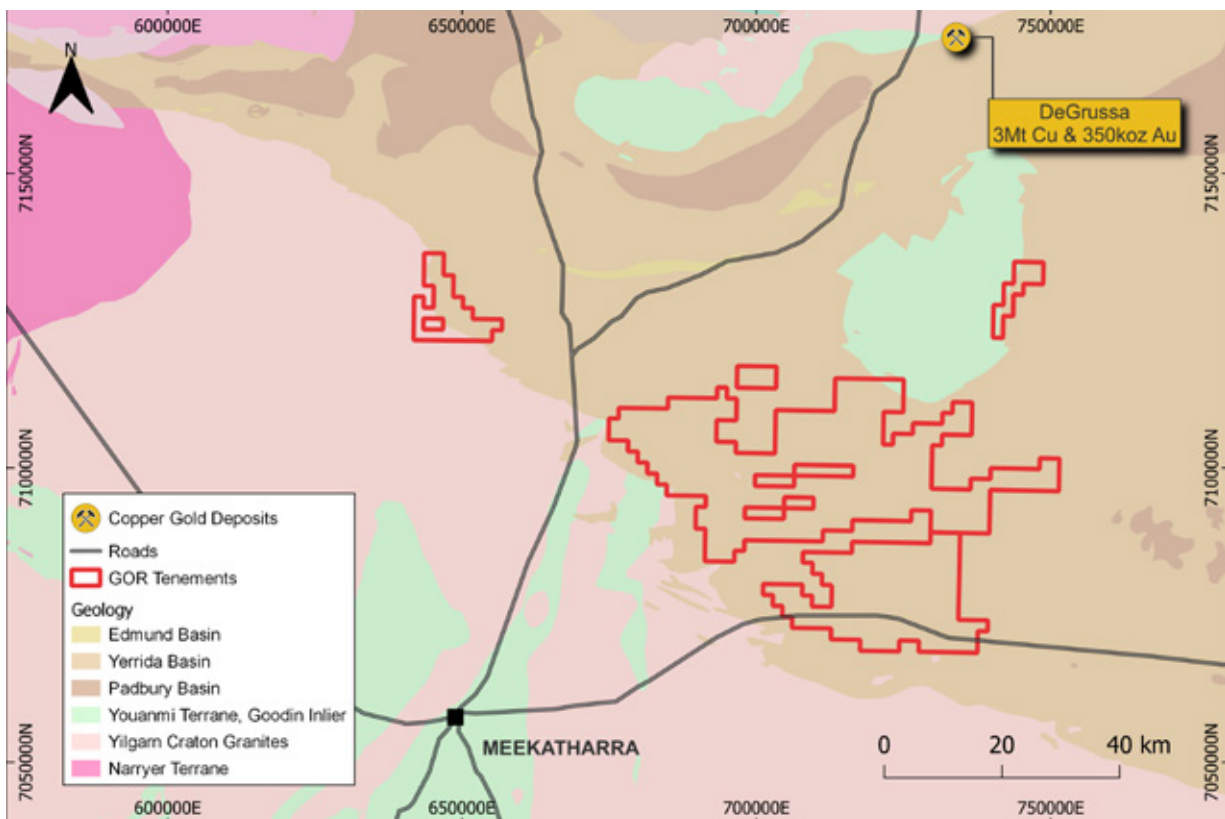 600000E
650000E
700000E
750000E
N
DeGrussa
3Mt Cu & 350koz Au
7150000N
7150000N
7100000N
7100000N
Copper Gold Deposits
Roads
GOR Tenements
Geology
Edmund Basin
Yerrida Basin
Padbury Basin
Youanmi Terrane, Goodin Inlier
Yilgarn Craton Granites
Narryer Terrane
MEEKATHARRA
0 20 40 km
7050000N
7050000N
600000E
650000E
700000E
750000E